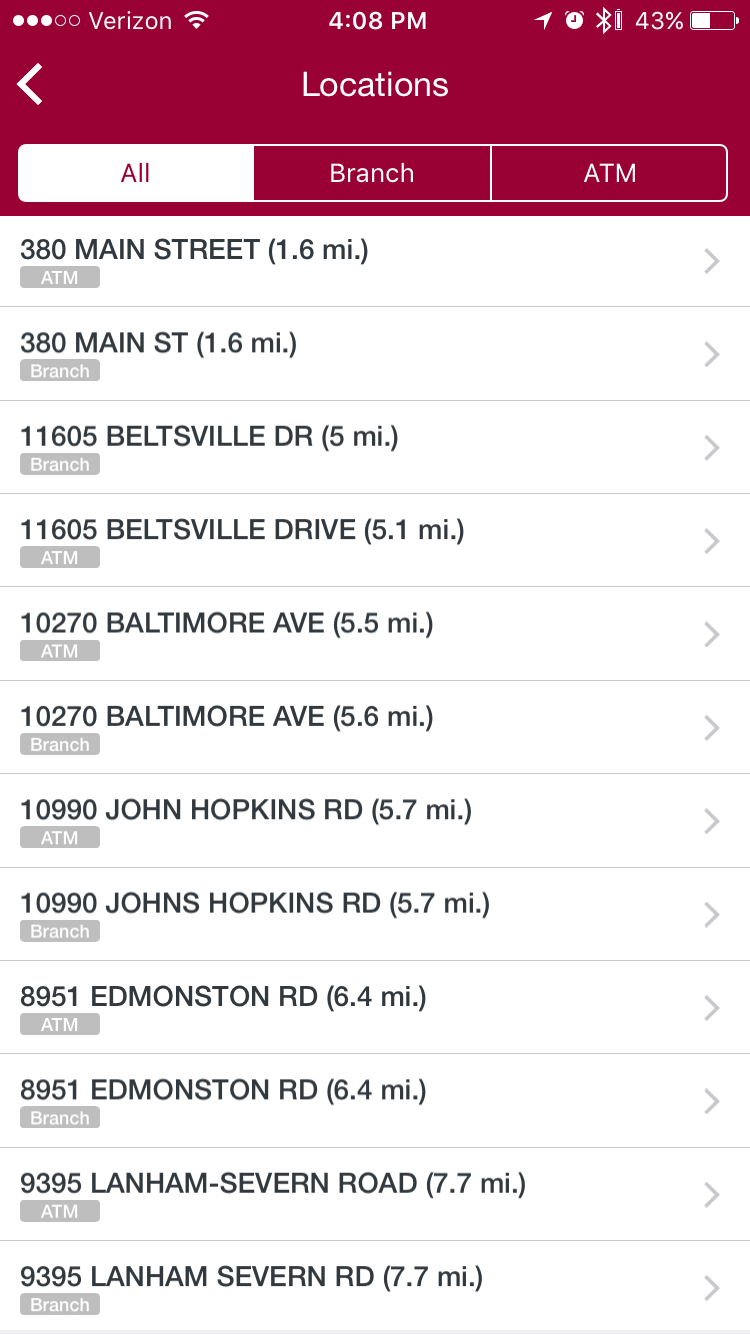 Verizon 4:08 PM 43%
Locations
All Branch ATM
380 MAIN STREET (1.6 mi.)
ATM
380 MAIN ST (1.6 mi.)
Branch
11605 BELTSVILLE DR (5 mi.)
Branch
11605 BELTSVILLE DRIVE (5.1 mi.)
ATM
10270 BALTIMORE AVE (5.5 mi.)
ATM
10270 BALTIMORE AVE (5.6 mi.)
Branch
10990 JOHN HOPKINS RD (5.7 mi.)
ATM
10990 JOHNS HOPKINS RD (5.7 mi.)
Branch
8951 EDMONSTON RD (6.4 mi.)
ATM
8951 EDMONSTON RD (6.4 mi.)
Branch
9395 LANHAM-SEVERN ROAD (7.7 mi.)
ATM
9395 LANHAM SEVERN RD (7.7 mi.)
Branch